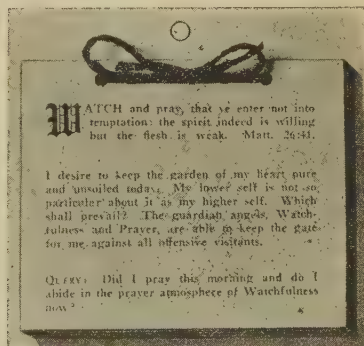 WATCH and pray, that ye enter not into
temptation: the spirit indeed is willing
but the flesh is weak. Matt. 26:41.
I desire to keep the garden of my heart pure
and unsoiled today. My lower self is not so
particular about it as my higher self. Which
shall prevail? The guardian angels, Watch-
fulness and Prayer, are able to keep the gate
for me against all offensive visitants.
QUERY: Did I pray this morning and do I
abide in the prayer atmosphere of Watchfulness
now?